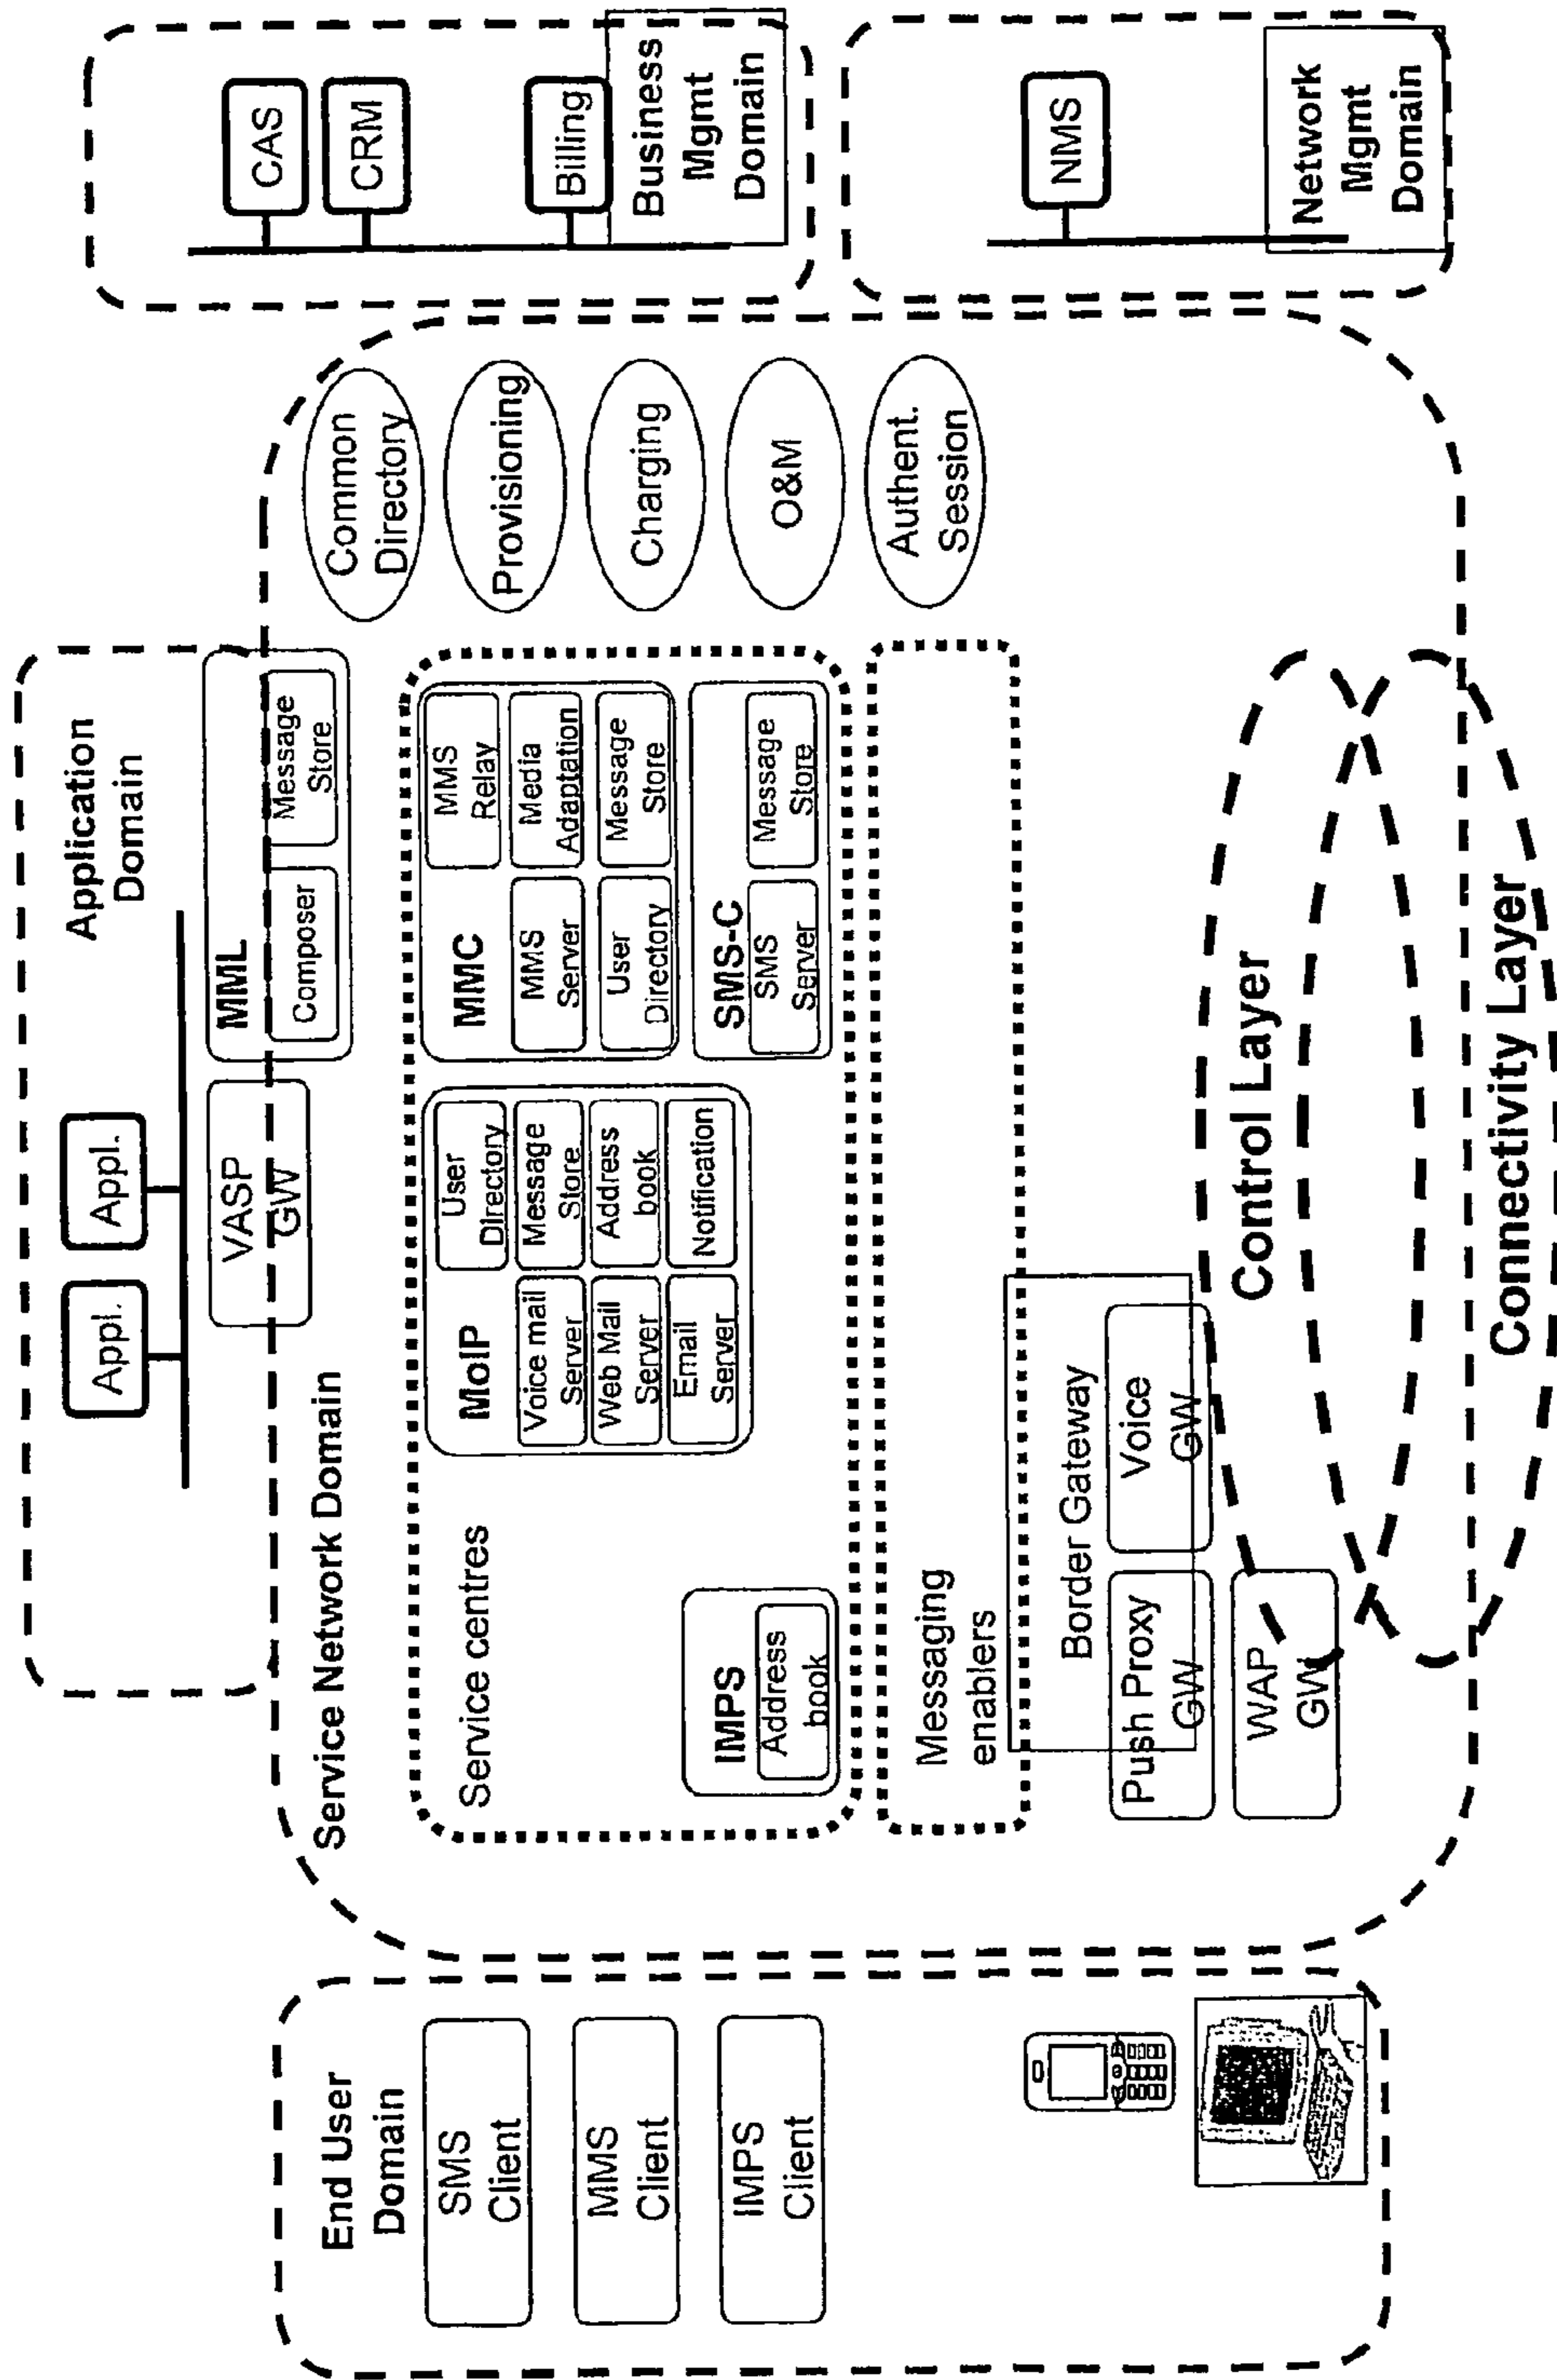 Application
Domain
Appl.
Appl.
VASP
GW
MML
Composer
Message
Store
End User
Domain
SMS
Client
MMS
Client
IMPS
Client
Service Network Domain
Service centres
IMPS
Address
book
MoIP
User
Directory
Voice mail
Server
Message
Store
Web Mail
Server
Address
book
Email
Server
Notification
MMC
MMS
Relay
MMS
Server
Media
Adaptation
User
Directory
Message
Store
SMS-C
SMS
Server
Message
Store
Messaging
enablers
Border Gateway
Push Proxy
GW
Voice
GW
WAP
GW
Control Layer
Connectivity Layer
Common
Directory
Provisioning
Charging
O&M
Authent.
Session
CAS
CRM
Billing
Business
Mgmt
Domain
NMS
Network
Mgmt
Domain